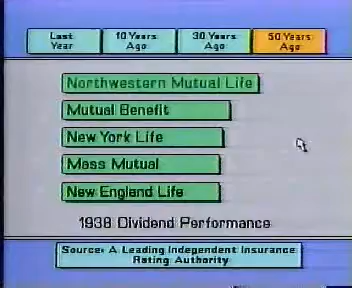 Last
Year
10 Years
Ago
30 Years
Ago
50 Years
Ago
Northwestern Mutual Life
Mutual Benefit
New York Life
Mass Mutual
New England Life
1938 Dividend Performance
Source: A Leading Independent Insurance
Rating Authority